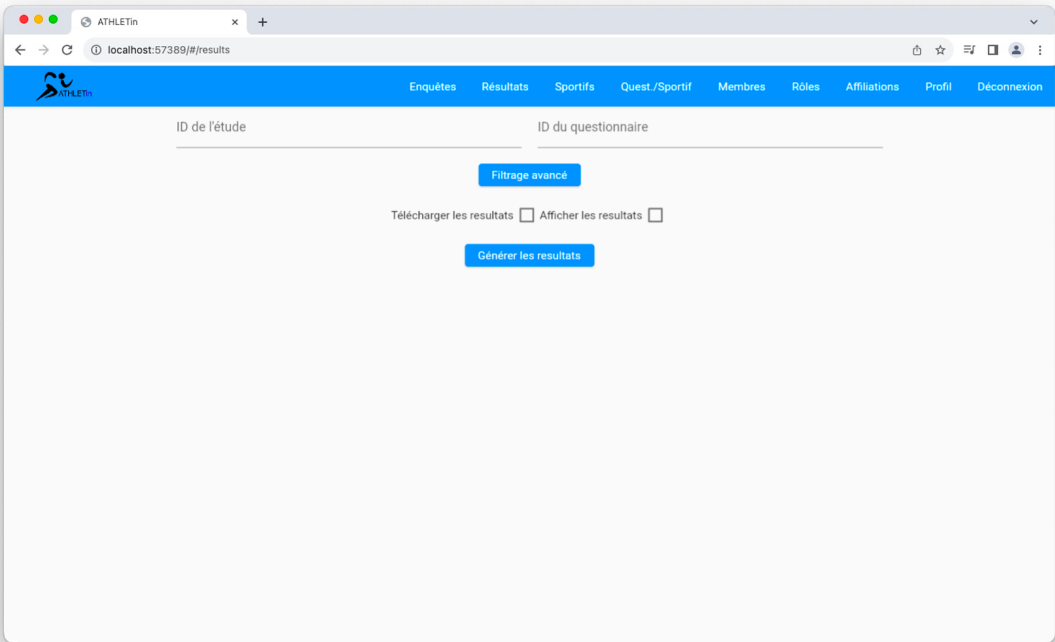 ATHLETin
localhost:57389/#/results
ATHLETin Enquêtes Résultats Sportifs Quest./Sportif Membres Rôles Affiliations Profil Déconnexion
ID de l'étude ID du questionnaire
Filtrage avancé
Télécharger les resultats Afficher les resultats
Générer les resultats